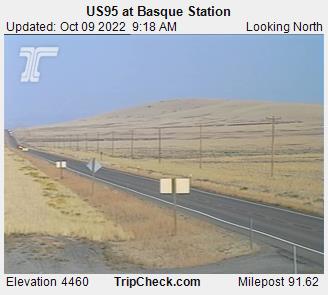 US95 at Basque Station
Updated: Oct 09 2022 9:18 AM Looking North
Elevation 4460 TripCheck.com Milepost 91.62